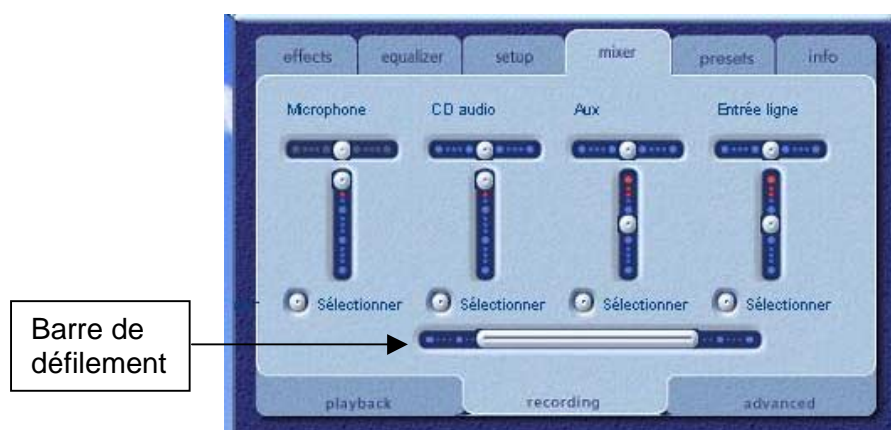 effects equalizer setup mixer presets info
Microphone CD audio Aux Entrée ligne
Sélectionner Sélectionner Sélectionner Sélectionner
Barre de
défilement
playback recording advanced